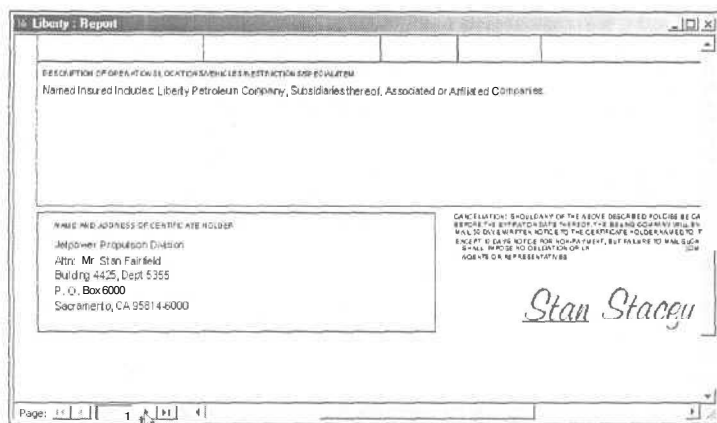 Liberty : Report
DESCRIPTION OF OPERATIONS/LOCATIONS/VEHICLES/RESTRICTIONS/SPECIAL ITEM
Named Insured Includes: Liberty Petroleum Company, Subsidiaries thereof, Associated or Affiliated Companies.
NAME AND ADDRESS OF CERTIFICATE HOLDER
Jetpower Propulsion Division
Attn: Mr Stan Fairfield
Building 4425, Dept 5355
P. O. Box 6000
Sacramento, CA 95814-6000
CANCELLATION: SHOULD ANY OF THE ABOVE DESCRIBED POLICIES BE CA
BEFORE THE EXPIRATION DATE THEREOF, THE ISSUING COMPANY WILL EN
MAIL 30 DAYS WRITTEN NOTICE TO THE CERTIFICATE HOLDER NAMED TO T
EXCEPT 10 DAYS NOTICE FOR NON-PAYMENT, BUT FAILURE TO MAIL SUCH
SHALL IMPOSE NO OBLIGATION OR LA
AGENTS OR REPRESENTATIVES
Stan Stacey
Page: 1